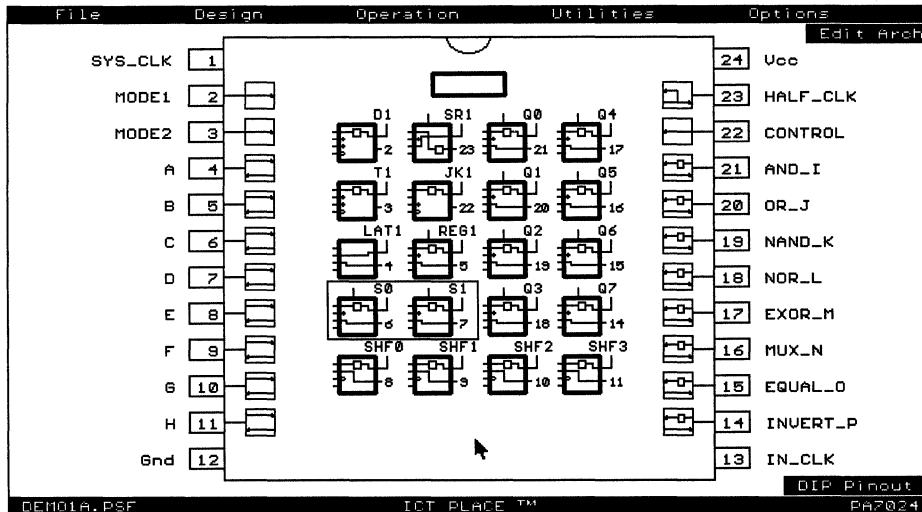 File Design Operation Utilities Options
Edit Arch
SYS_CLK 1 24 Vcc
MODE1 2 23 HALF_CLK
D1 SR1 Q0 Q4
MODE2 3 2 23 21 17 22 CONTROL
A 4 21 AND_I
T1 JK1 Q1 Q5
B 5 3 22 20 16 20 OR_J
LAT1 REG1 Q2 Q6
C 6 19 NAND_K
4 5 19 15
D 7 18 NOR_L
S0 S1 Q3 Q7
E 8 6 7 18 14 17 EXOR_M
SHF0 SHF1 SHF2 SHF3
F 9 16 MUX_N
8 9 10 11
G 10 15 EQUAL_O
H 11 14 INVERT_P
Gnd 12 13 IN_CLK
DIP Pinout
DEMO1A.PSF ICT PLACE ™ PA7024